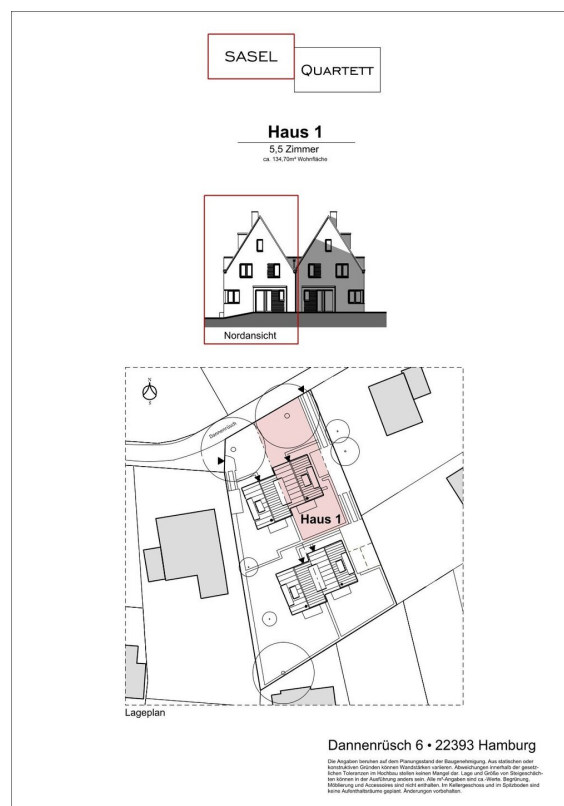 SASEL
QUARTETT
Haus 1
5,5 Zimmer
ca. 134,70m² Wohnfläche
Nordansicht
N
S
Dannenrüsch
Haus 1
Lageplan
Dannenrüsch 6 • 22393 Hamburg
Die Angaben beruhen auf dem Planungsstand der Baugenehmigung. Aus statischen oder
konstruktiven Gründen können Wandstärken variieren. Abweichungen innerhalb der gesetz-
lichen Toleranzen im Hochbau stellen keinen Mangel dar. Lage und Größe von Steigeschäch-
ten können in der Ausführung anders sein. Alle m²-Angaben sind ca.-Werte. Begrünung,
Möblierung und Accessoires sind nicht enthalten. Im Kellergeschoss und im Spitzboden sind
keine Aufenthaltsräume geplant. Änderungen vorbehalten.